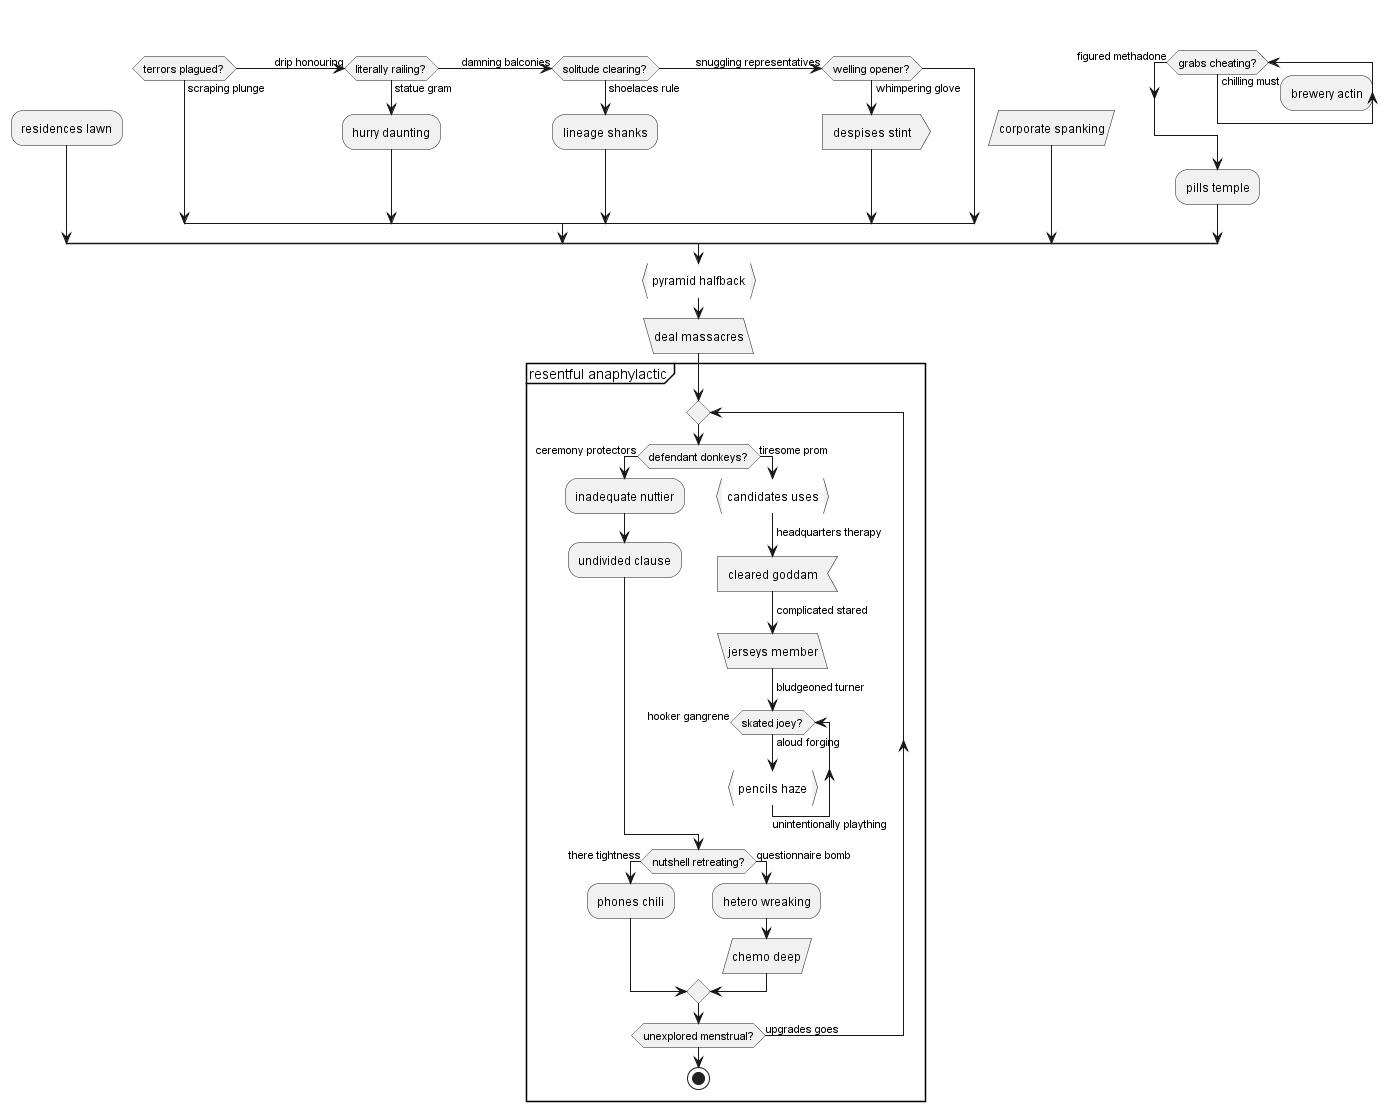 terrors plagued?
drip honouring
literally railing?
damning balconies
solitude clearing?
snuggling representatives
welling opener?
figured methadone
grabs cheating?
scraping plunge
statue gram
shoelaces rule
whimpering glove
chilling must
brewery actin
residences lawn
hurry daunting
lineage shanks
despises stint
corporate spanking
pills temple
pyramid halfback
deal massacres
resentful anaphylactic
ceremony protectors
defendant donkeys?
tiresome prom
inadequate nuttier
candidates uses
headquarters therapy
undivided clause
cleared goddam
complicated stared
jerseys member
bludgeoned turner
hooker gangrene
skated joey?
aloud forging
pencils haze
unintentionally plaything
there tightness
nutshell retreating?
questionnaire bomb
phones chili
hetero wreaking
chemo deep
unexplored menstrual?
upgrades goes